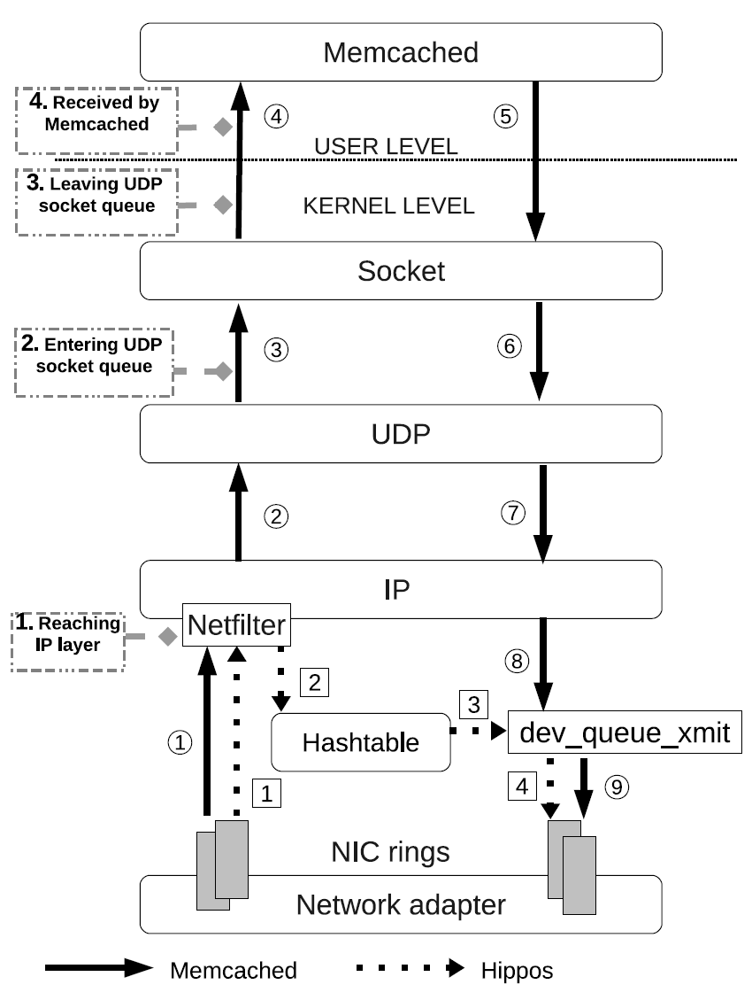 Memcached
4. Received by
Memcached
④
⑤
USER LEVEL
3. Leaving UDP
socket queue
KERNEL LEVEL
Socket
2. Entering UDP
socket queue
③
⑥
UDP
②
⑦
IP
1. Reaching
IP layer
Netfilter
⑧
2
3
①
Hashtable
dev_queue_xmit
1
4
⑨
NIC rings
Network adapter
Memcached
Hippos